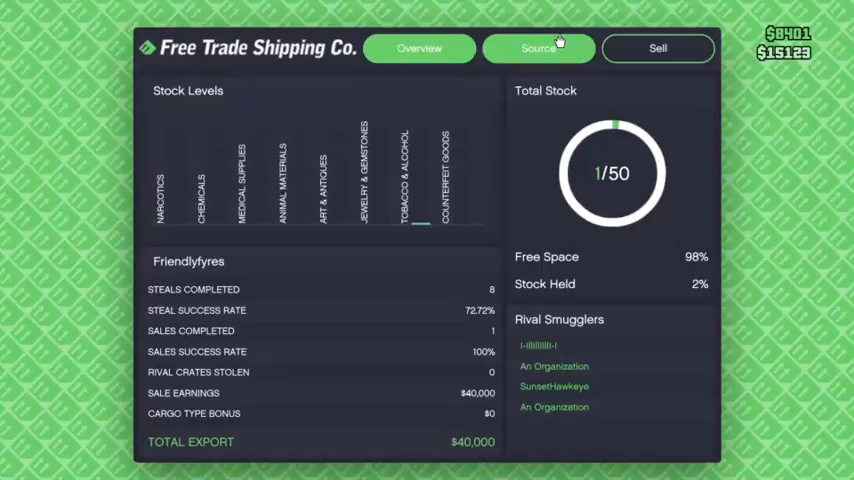 Free Trade Shipping Co.
Overview
Source
Sell
$8401
$15123
Stock Levels
NARCOTICS
CHEMICALS
MEDICAL SUPPLIES
ANIMAL MATERIALS
ART & ANTIQUES
JEWELRY & GEMSTONES
TOBACCO & ALCOHOL
COUNTERFEIT GOODS
Total Stock
1/50
Free Space 98%
Stock Held 2%
Friendlyfyres
STEALS COMPLETED 8
STEAL SUCCESS RATE 72.72%
SALES COMPLETED 1
SALES SUCCESS RATE 100%
RIVAL CRATES STOLEN 0
SALE EARNINGS $40,000
CARGO TYPE BONUS $0
TOTAL EXPORT $40,000
Rival Smugglers
An Organization
SunsetHawkeye
An Organization